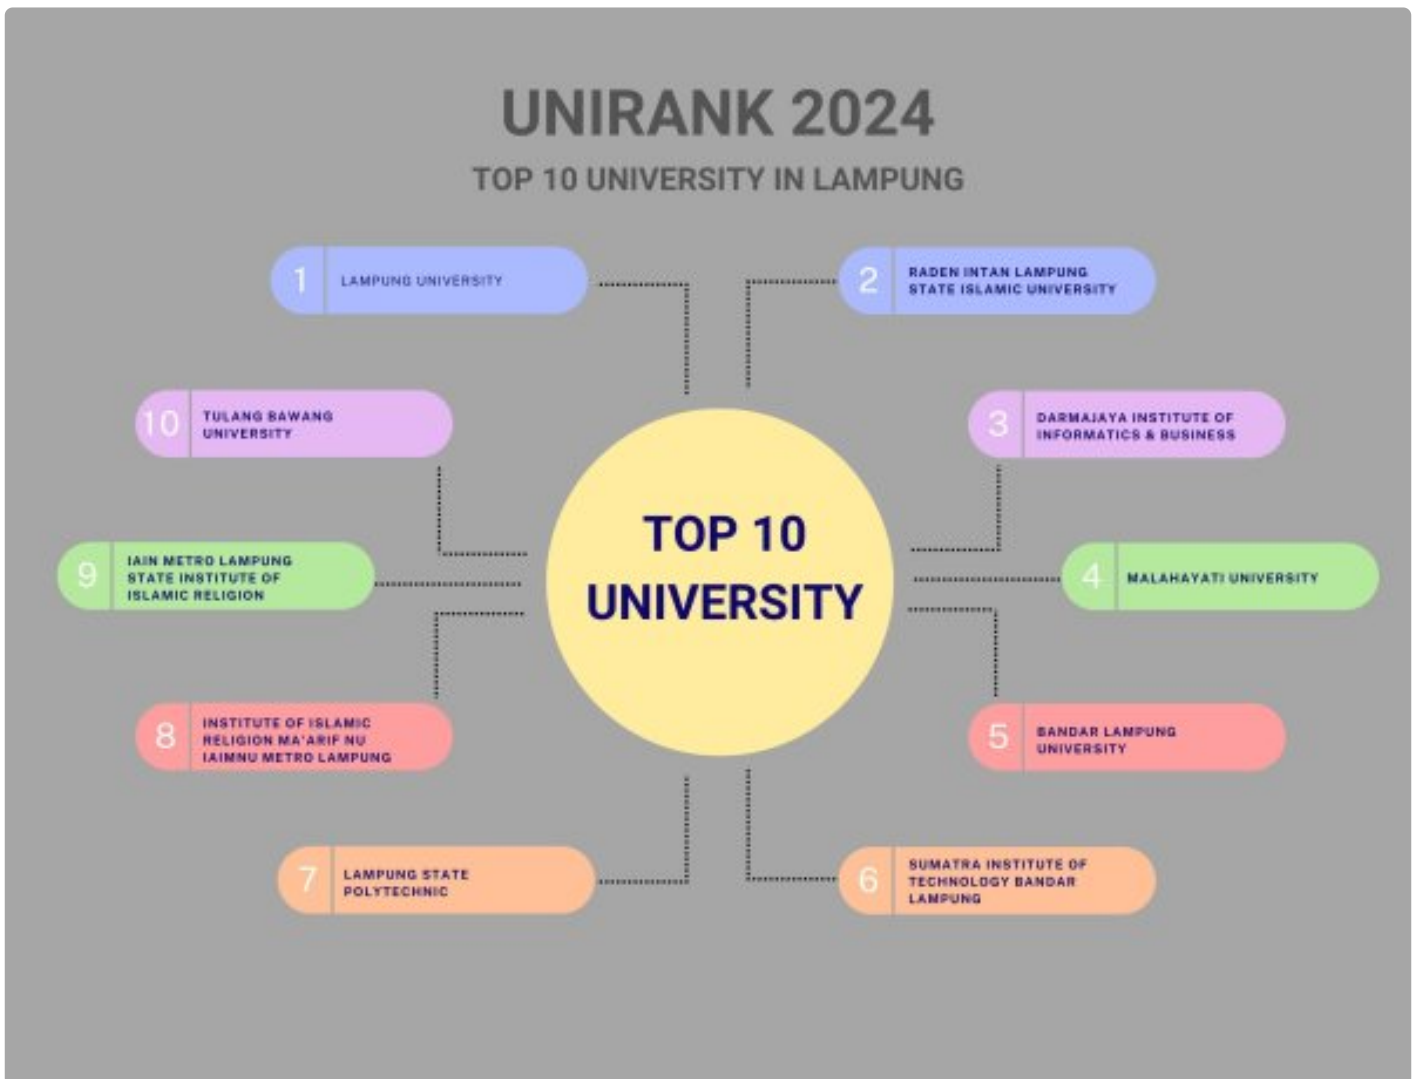 UNIRANK 2024
TOP 10 UNIVERSITY IN LAMPUNG
1
LAMPUNG UNIVERSITY
2
RADEN INTAN LAMPUNG
STATE ISLAMIC UNIVERSITY
3
DARMAJAYA INSTITUTE OF
INFORMATICS & BUSINESS
4
MALAHAYATI UNIVERSITY
5
BANDAR LAMPUNG
UNIVERSITY
6
SUMATRA INSTITUTE OF
TECHNOLOGY BANDAR
LAMPUNG
7
LAMPUNG STATE
POLYTECHNIC
8
INSTITUTE OF ISLAMIC
RELIGION MA'ARIF NU
IAIMNU METRO LAMPUNG
9
IAIN METRO LAMPUNG
STATE INSTITUTE OF
ISLAMIC RELIGION
10
TULANG BAWANG
UNIVERSITY
TOP 10
UNIVERSITY